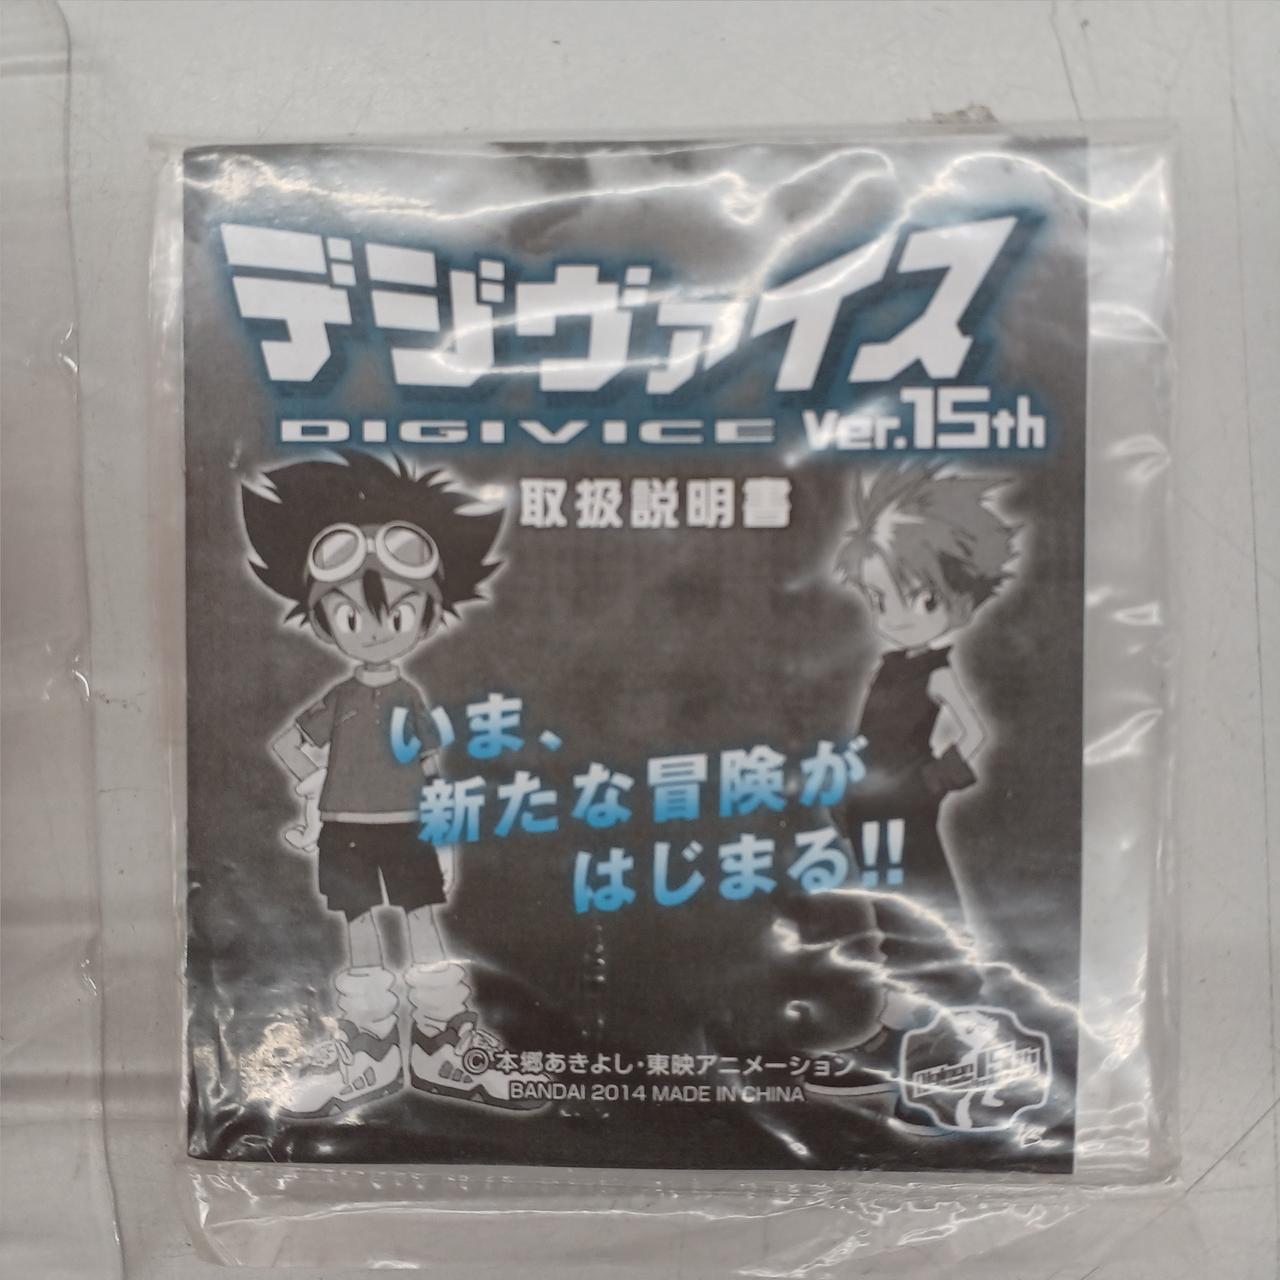 デジヴァイス
DIGIVICE Ver.15th
取扱説明書
いま、
新たな冒険が
はじまる!!
© 本郷あきよし・東映アニメーション
BANDAI 2014 MADE IN CHINA